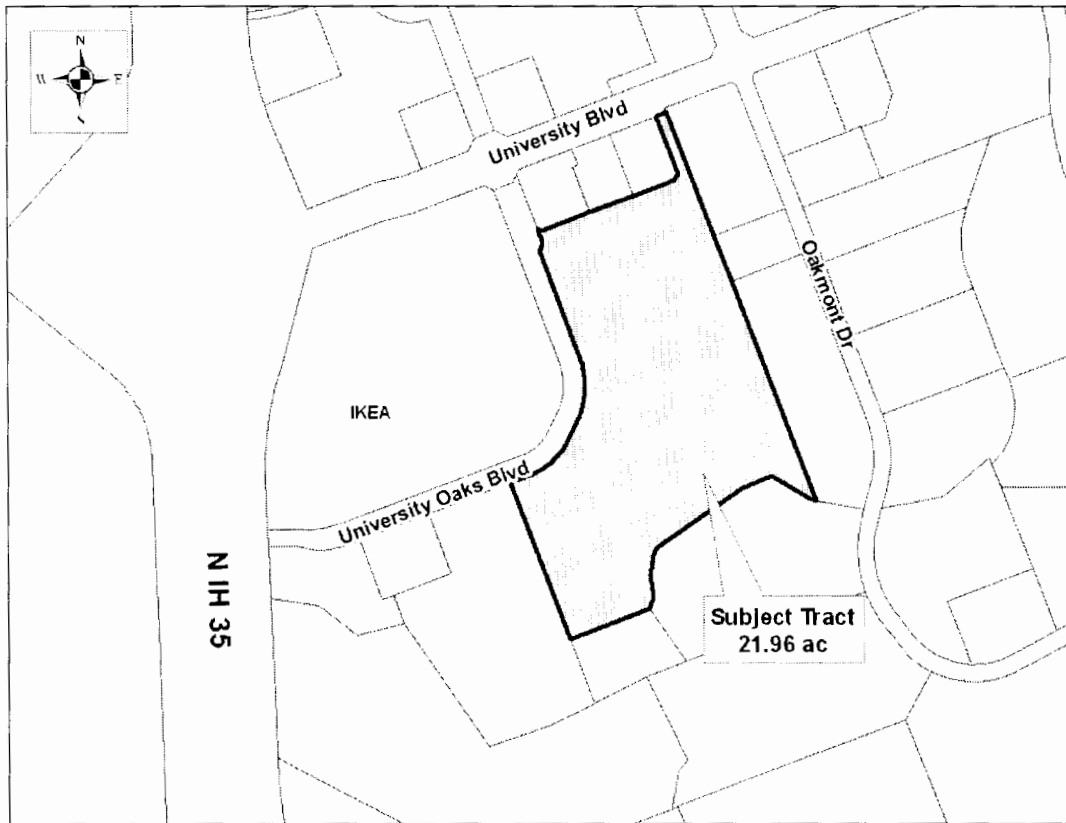 N
E
University Blvd
Oakmont Dr
IKEA
University Oaks Blvd
N IH 35
Subject Tract
21.96 ac